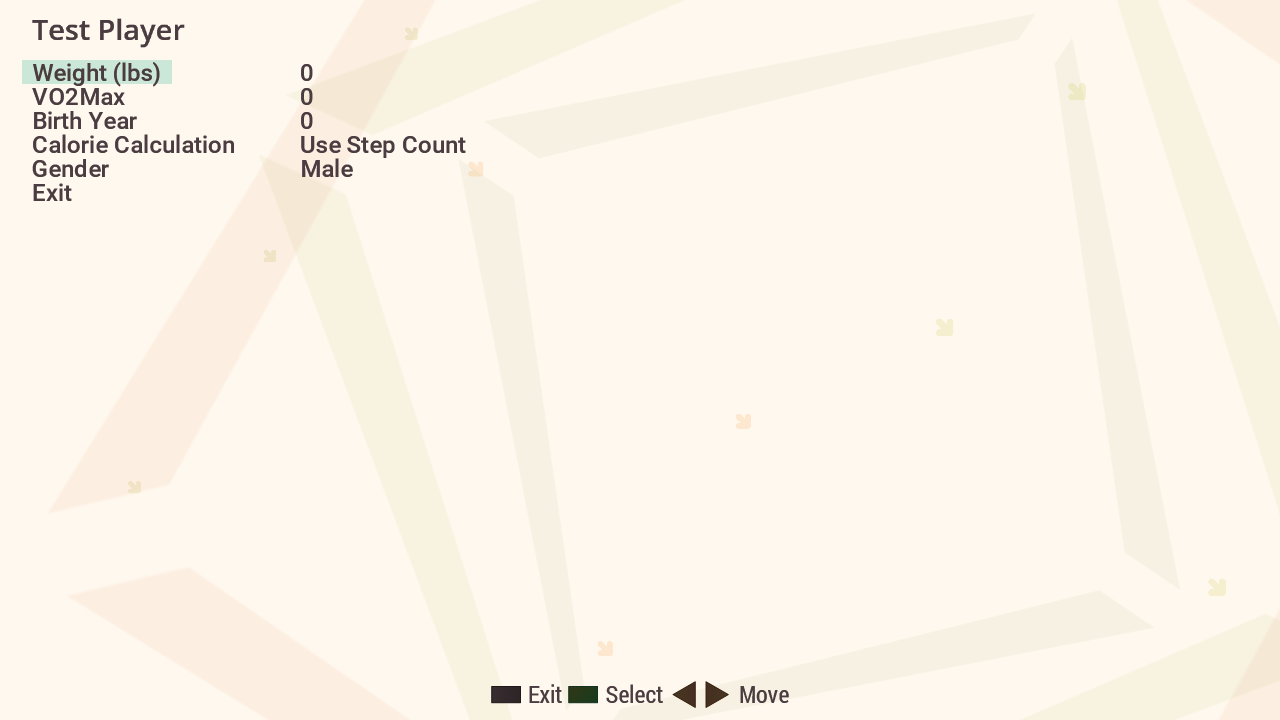 Test Player
Weight (lbs) 0
VO2Max 0
Birth Year 0
Calorie Calculation Use Step Count
Gender Male
Exit
Exit Select Move